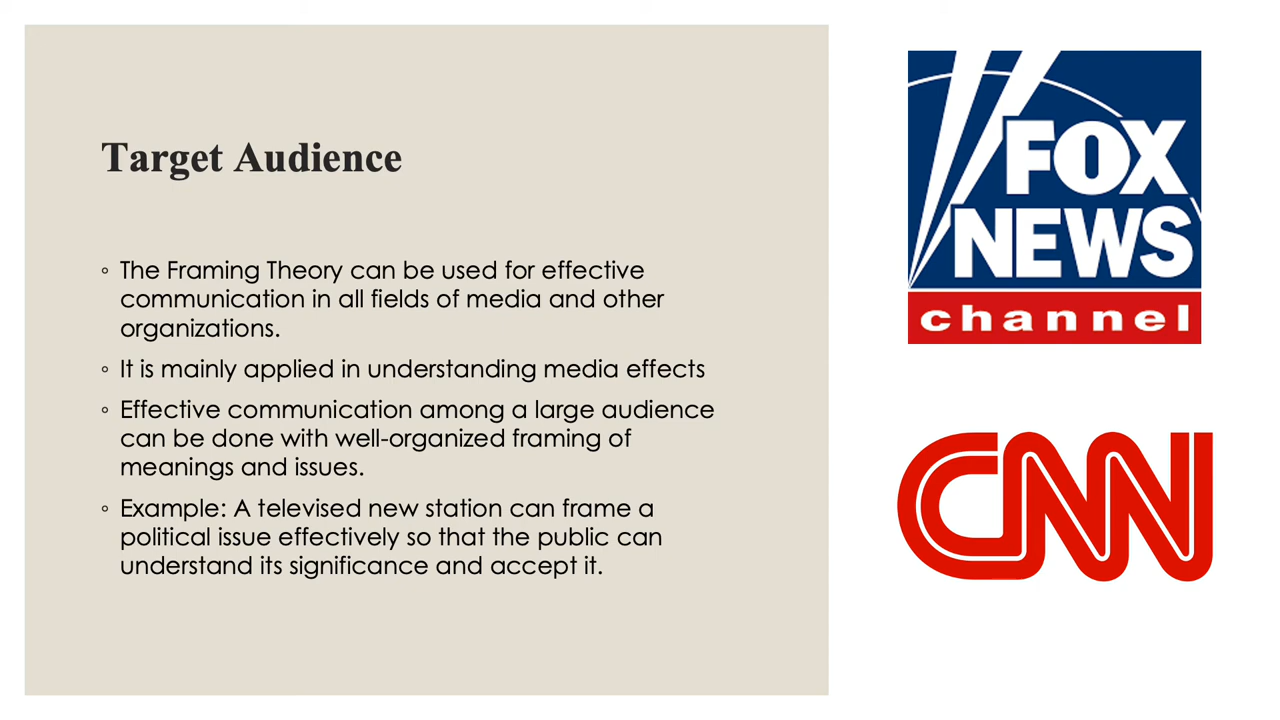 Target Audience
◦ The Framing Theory can be used for effective
communication in all fields of media and other
organizations.
◦ It is mainly applied in understanding media effects
◦ Effective communication among a large audience
can be done with well-organized framing of
meanings and issues.
◦ Example: A televised new station can frame a
political issue effectively so that the public can
understand its significance and accept it.
FOX
NEWS
channel
CNN